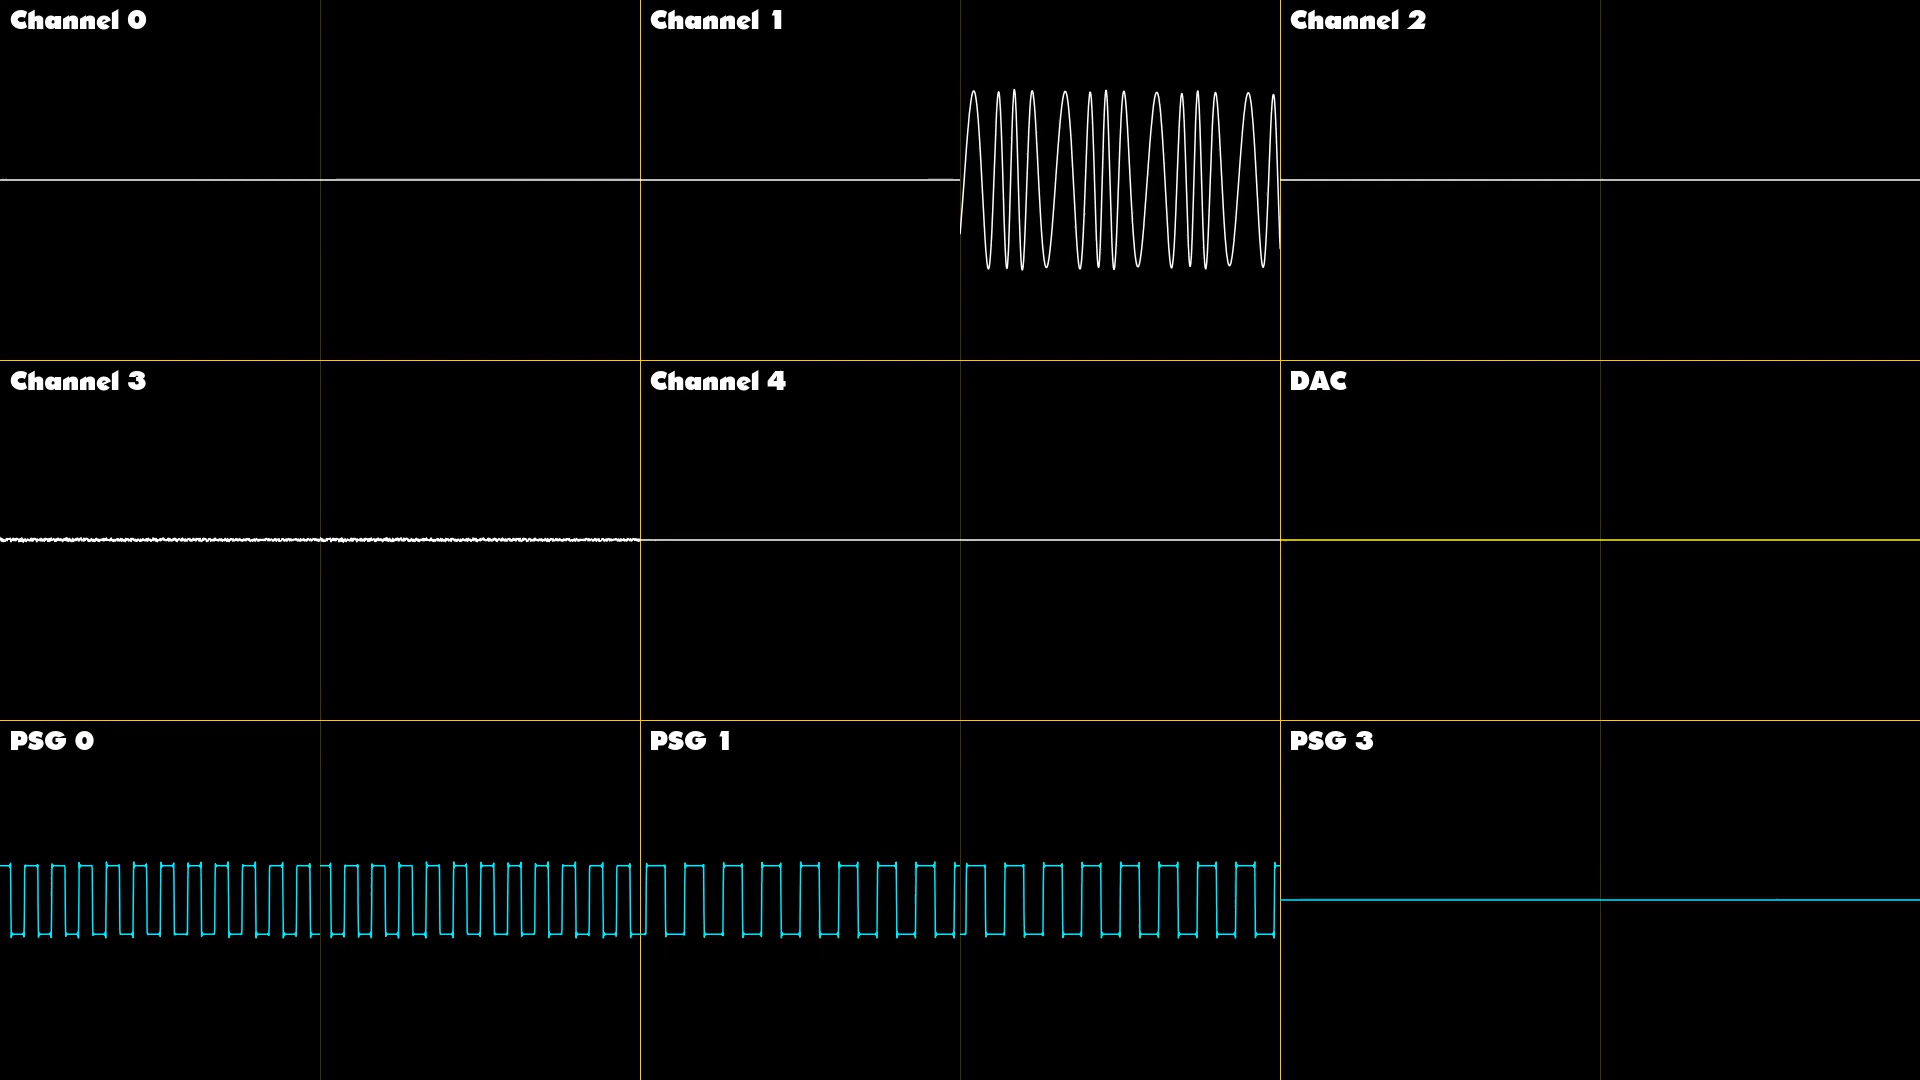 Channel 0
Channel 1
Channel 2
Channel 3
Channel 4
DAC
PSG 0
PSG 1
PSG 3